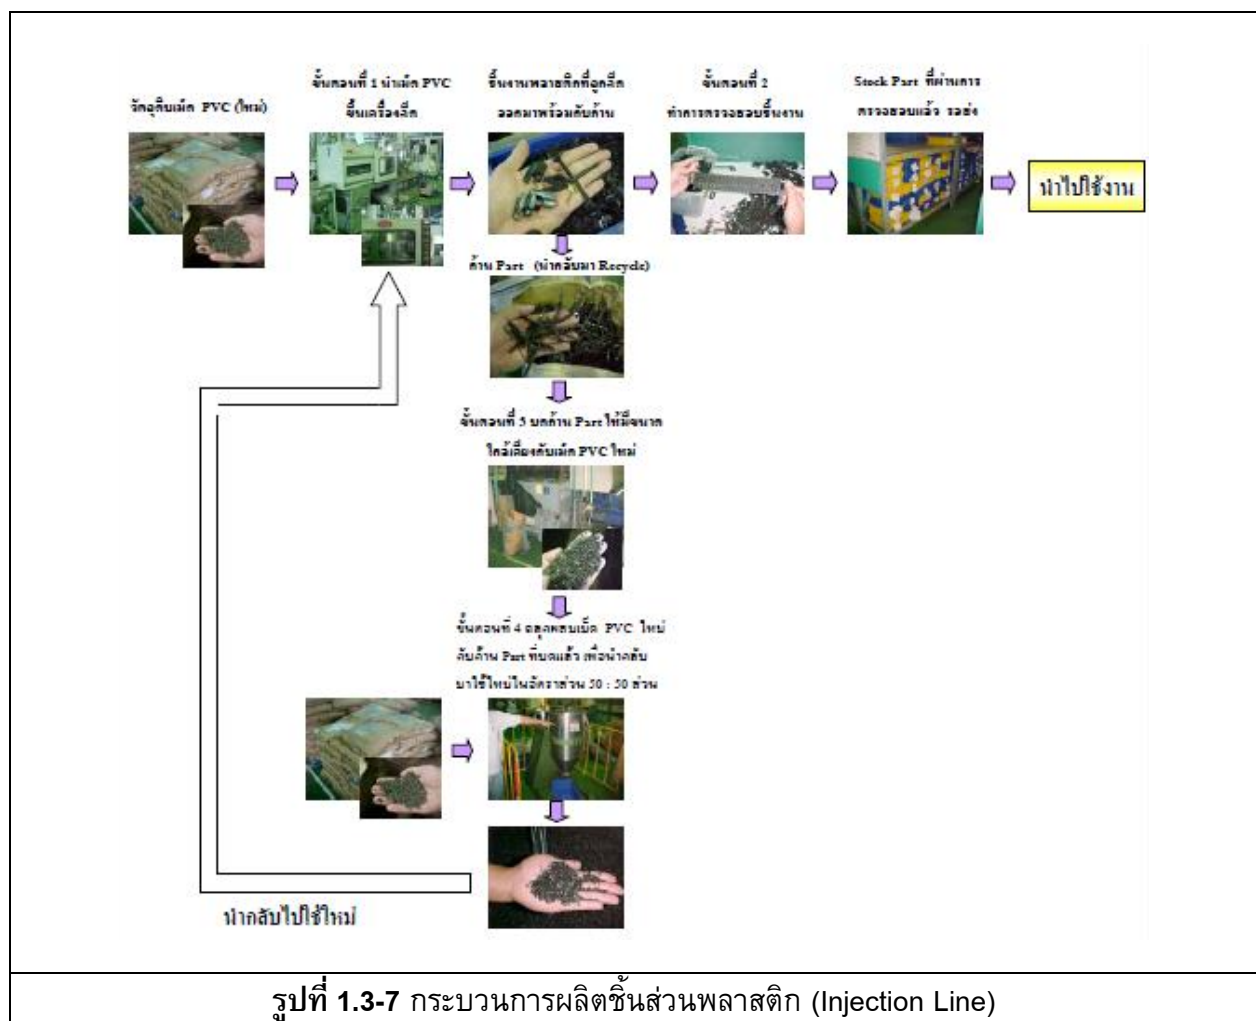 วัตถุดิบเม็ด PVC (ใหม่)
ขั้นตอนที่ 1 นำเม็ด PVC
ขึ้นเครื่องฉีด
ชิ้นงานพลาสติกที่ถูกฉีด
ออกมาพร้อมกับก้าน
ขั้นตอนที่ 2
ทำการตรวจสอบชิ้นงาน
Stock Part ที่ผ่านการ
ตรวจสอบแล้ว รอส่ง
นำไปใช้งาน
ก้าน Part (นำกลับมา Recycle)
ขั้นตอนที่ 3 บดก้าน Part ให้มีขนาด
ใกล้เคียงกับเม็ด PVC ใหม่
ขั้นตอนที่ 4 คลุกผสมเม็ด PVC ใหม่
กับก้าน Part ที่บดแล้ว เพื่อนำกลับ
มาใช้ใหม่ในอัตราส่วน 50 : 50 ส่วน
นำกลับไปใช้ใหม่
รูปที่ 1.3-7 กระบวนการผลิตชิ้นส่วนพลาสติก (Injection Line)